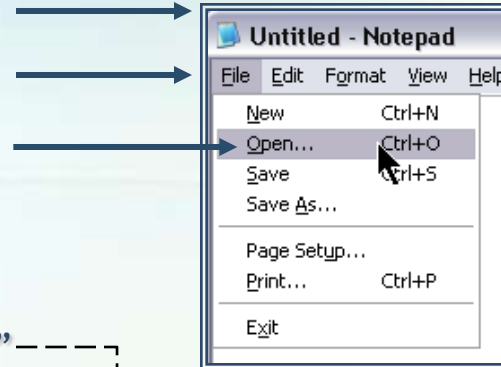 Untitled - Notepad
File Edit Format View Help
New Ctrl+N
Open... Ctrl+O
Save Ctrl+S
Save As...
Page Setup...
Print... Ctrl+P
Exit
”